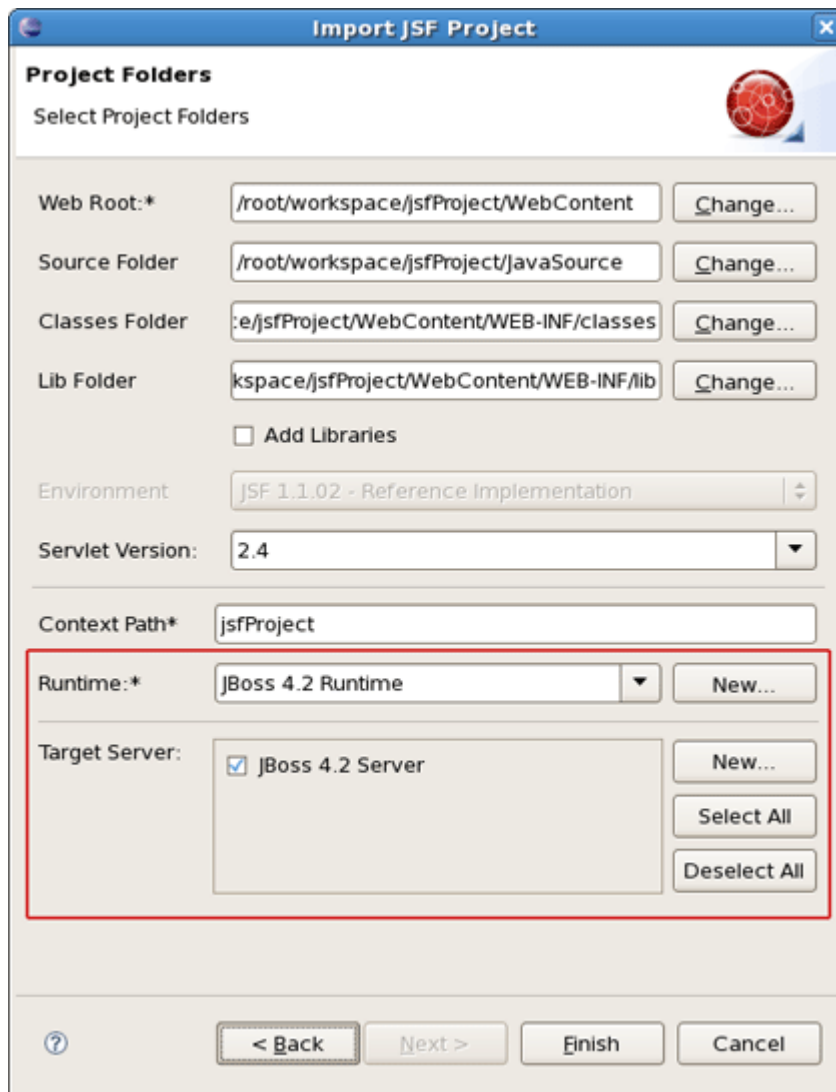 Import JSF Project
Project Folders
Select Project Folders
Web Root:* /root/workspace/jsfProject/WebContent Change...
Source Folder /root/workspace/jsfProject/JavaSource Change...
Classes Folder :e/jsfProject/WebContent/WEB-INF/classes Change...
Lib Folder kspace/jsfProject/WebContent/WEB-INF/lib Change...
Add Libraries
Environment JSF 1.1.02 - Reference Implementation
Servlet Version: 2.4
Context Path* jsfProject
Runtime:* JBoss 4.2 Runtime New...
Target Server: JBoss 4.2 Server New...
Select All
Deselect All
< Back Next > Finish Cancel